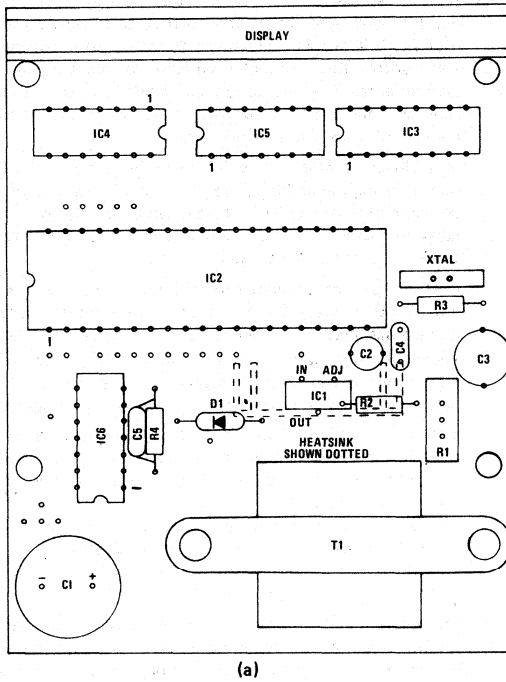 DISPLAY
1
IC4
IC5
IC3
1
1
IC2
XTAL
R3
1
C2
C4
C3
IN ADJ
IC1
D1
R2
OUT
IC6
C5
R4
R1
HEATSINK
SHOWN DOTTED
1
T1
- C1 +
(a)